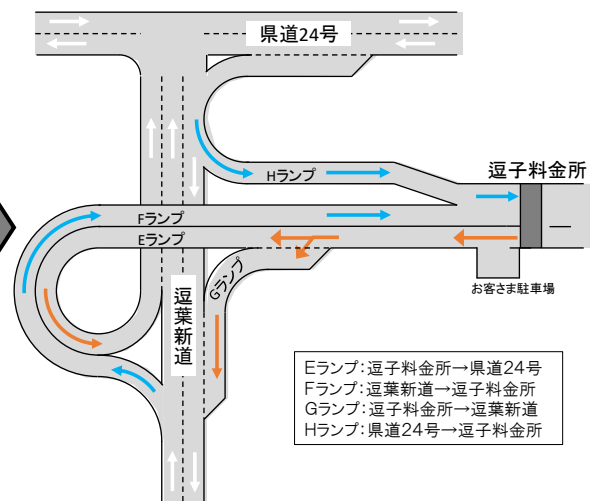 県道24号
Hランプ
逗子料金所
Fランプ
Eランプ
Gランプ
逗葉新道
お客さま駐車場
Eランプ:逗子料金所→県道24号
Fランプ:逗葉新道→逗子料金所
Gランプ:逗子料金所→逗葉新道
Hランプ:県道24号→逗子料金所